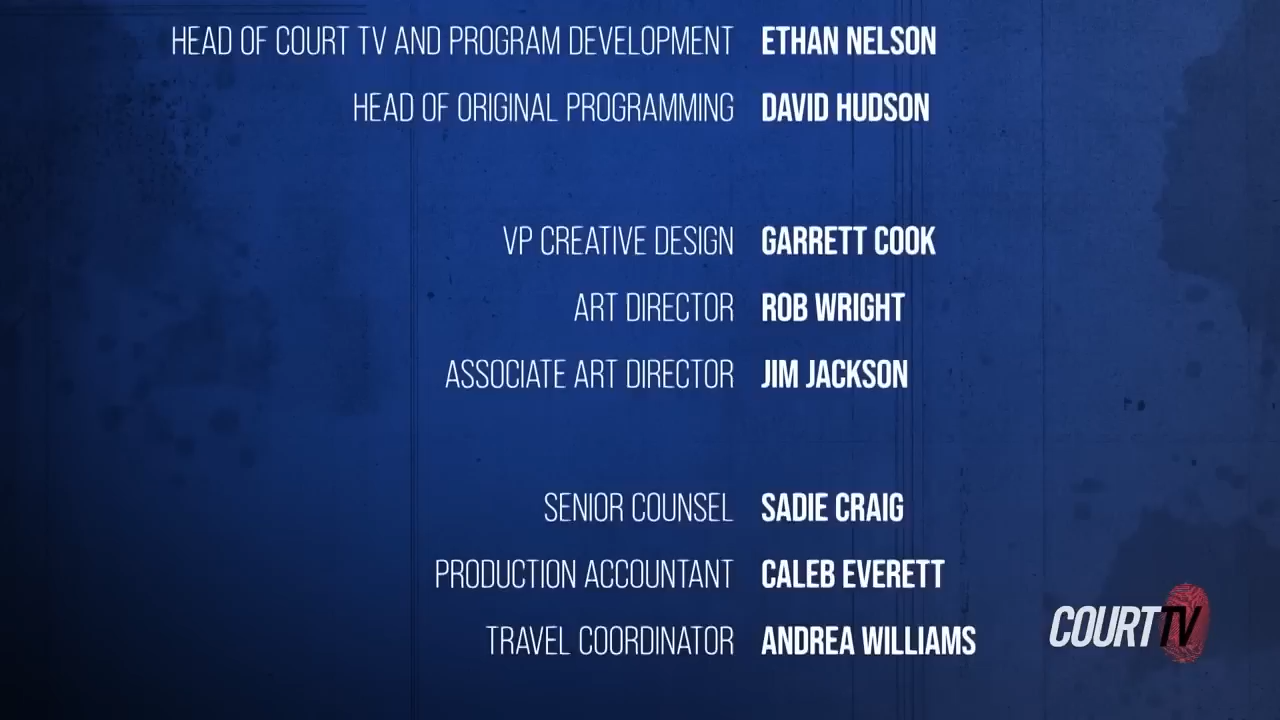 HEAD OF COURT TV AND PROGRAM DEVELOPMENT ETHAN NELSON
HEAD OF ORIGINAL PROGRAMMING DAVID HUDSON
VP CREATIVE DESIGN GARRETT COOK
ART DIRECTOR ROB WRIGHT
ASSOCIATE ART DIRECTOR JIM JACKSON
SENIOR COUNSEL SADIE CRAIG
PRODUCTION ACCOUNTANT CALEB EVERETT
TRAVEL COORDINATOR ANDREA WILLIAMS
COURT TV